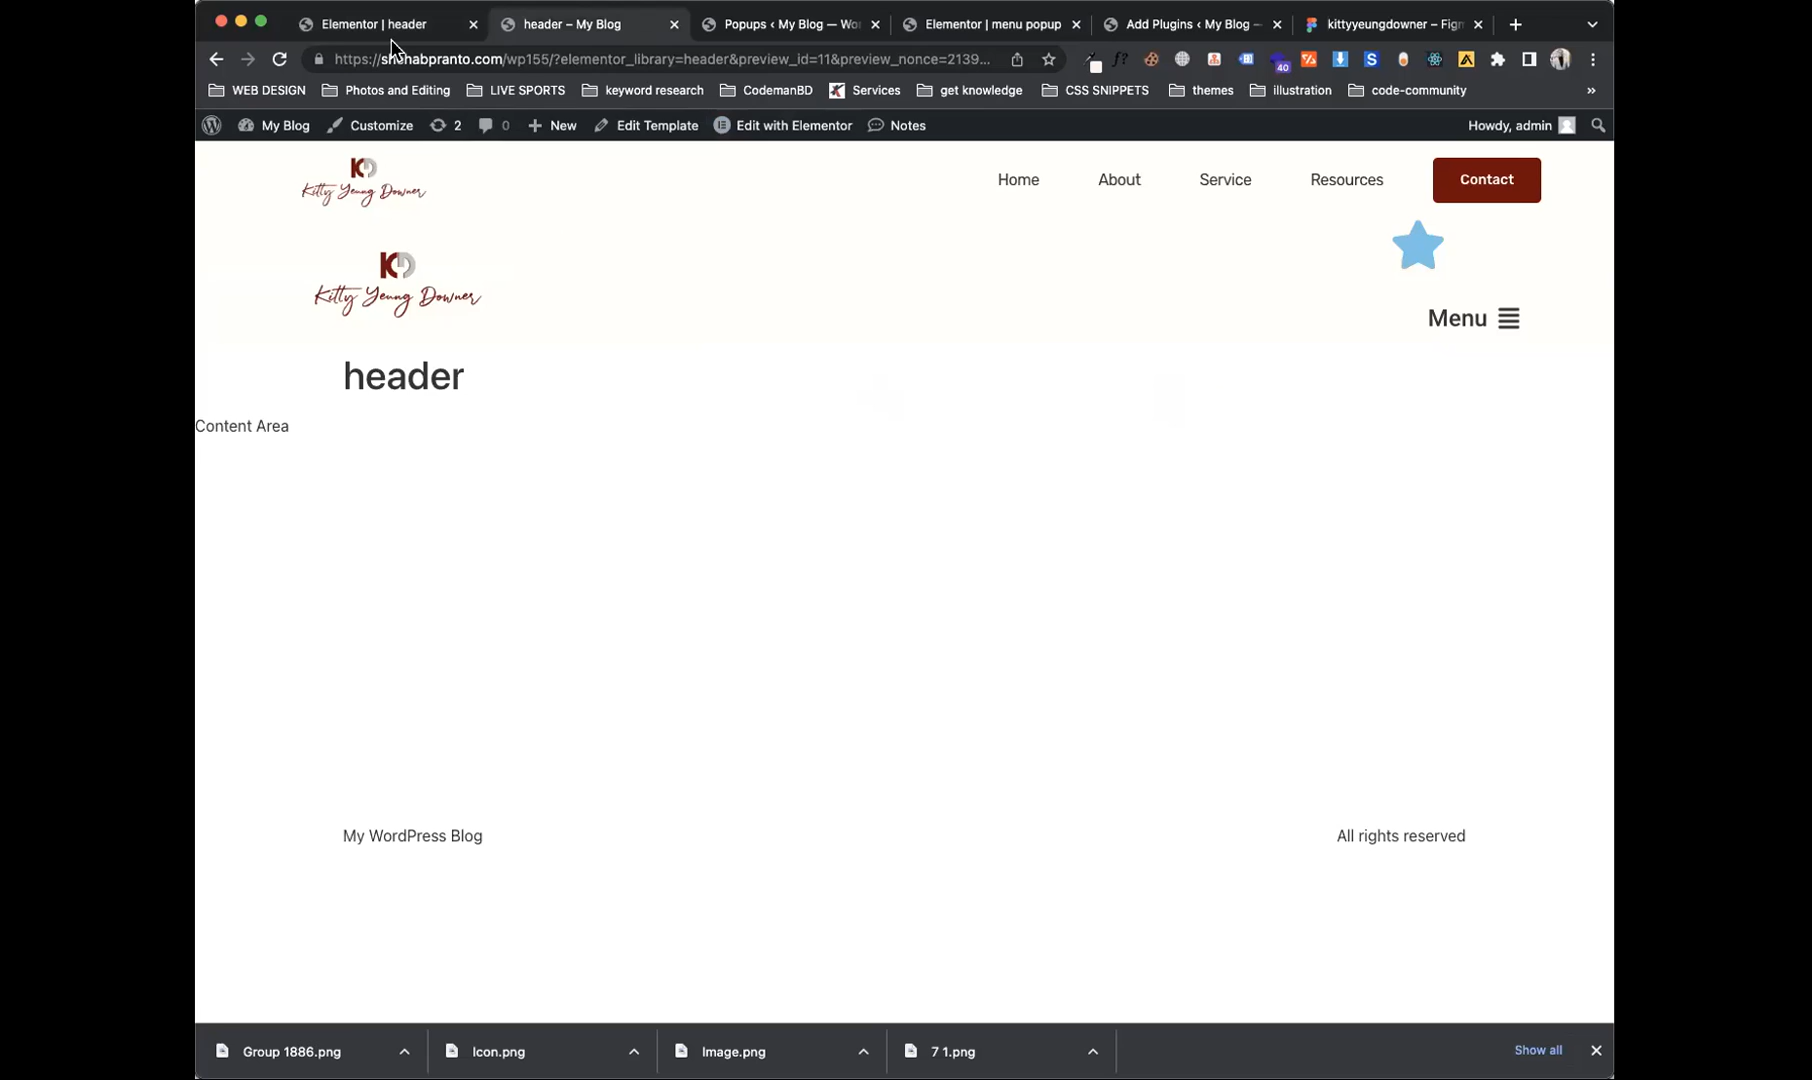 Elementor | header
header – My Blog
Popups ‹ My Blog — Wo
Elementor | menu popup
Add Plugins ‹ My Blog —
kittyyeungdowner – Fig
https://shihabpranto.com/wp155/?elementor_library=header&preview_id=11&preview_nonce=2139...
40
WEB DESIGN
Photos and Editing
LIVE SPORTS
keyword research
CodemanBD
Services
get knowledge
CSS SNIPPETS
themes
illustration
code-community
»
My Blog
Customize
2
0
New
Edit Template
Edit with Elementor
Notes
Howdy, admin
KD
Kitty Yeung Downer
Home
About
Service
Resources
Contact
KD
Kitty Yeung Downer
Menu
header
Content Area
My WordPress Blog
All rights reserved
Group 1886.png
Icon.png
Image.png
7 1.png
Show all